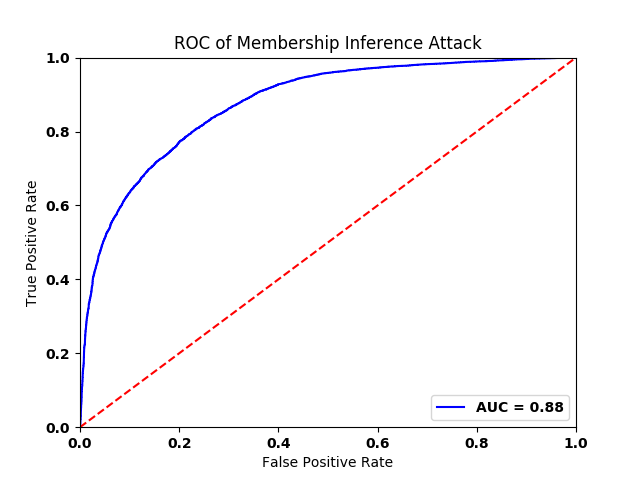 ROC of Membership Inference Attack
True Positive Rate
1.0
0.8
0.6
0.4
0.2
0.0
0.0 0.2 0.4 0.6 0.8 1.0
False Positive Rate
AUC = 0.88